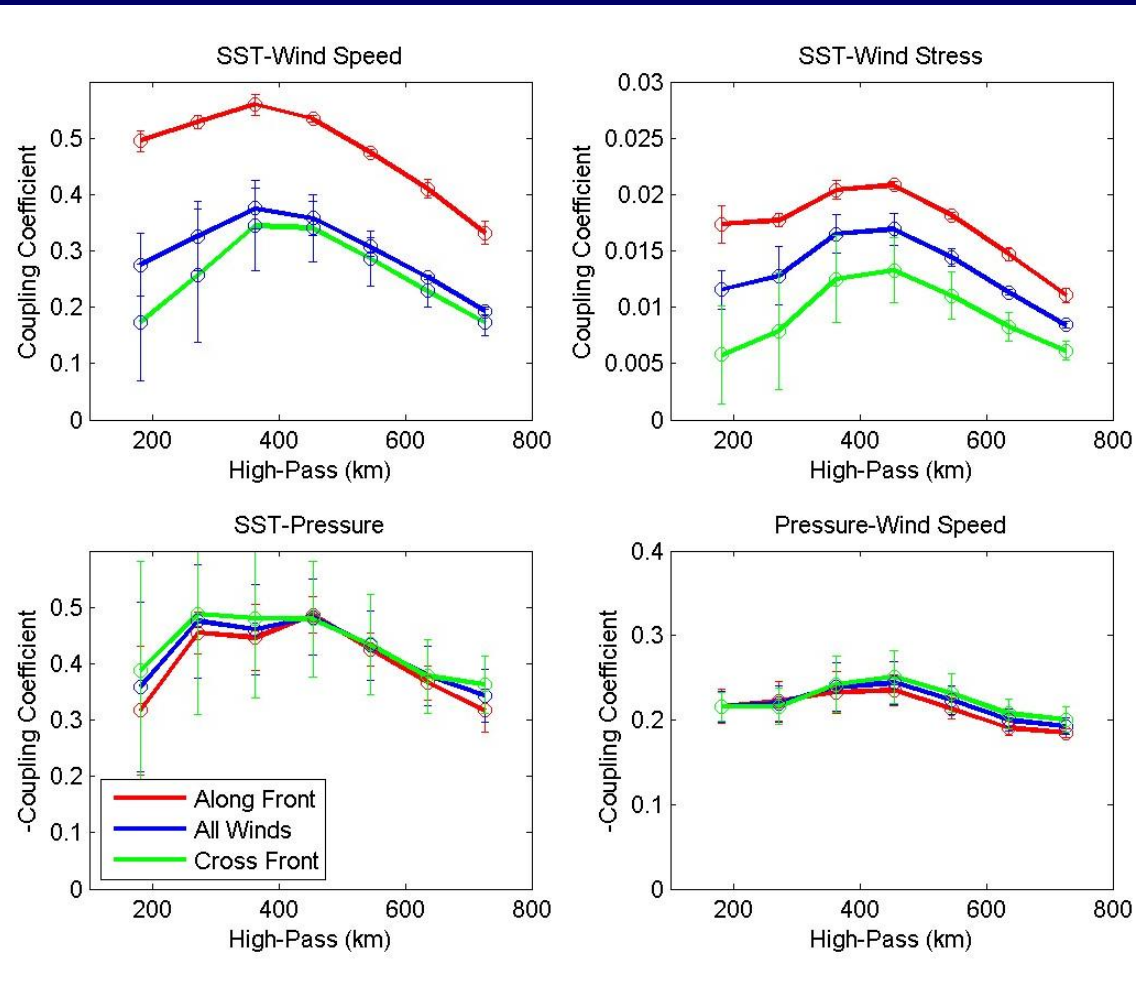 SST-Wind Speed
0.5
0.4
0.3
0.2
0.1
0
Coupling Coefficient
200 400 600 800
High-Pass (km)
SST-Wind Stress
0.03
0.025
0.02
0.015
0.01
0.005
0
Coupling Coefficient
200 400 600 800
High-Pass (km)
SST-Pressure
0.5
0.4
0.3
0.2
0.1
0
-Coupling Coefficient
Along Front
All Winds
Cross Front
200 400 600 800
High-Pass (km)
Pressure-Wind Speed
0.4
0.3
0.2
0.1
0
-Coupling Coefficient
200 400 600 800
High-Pass (km)